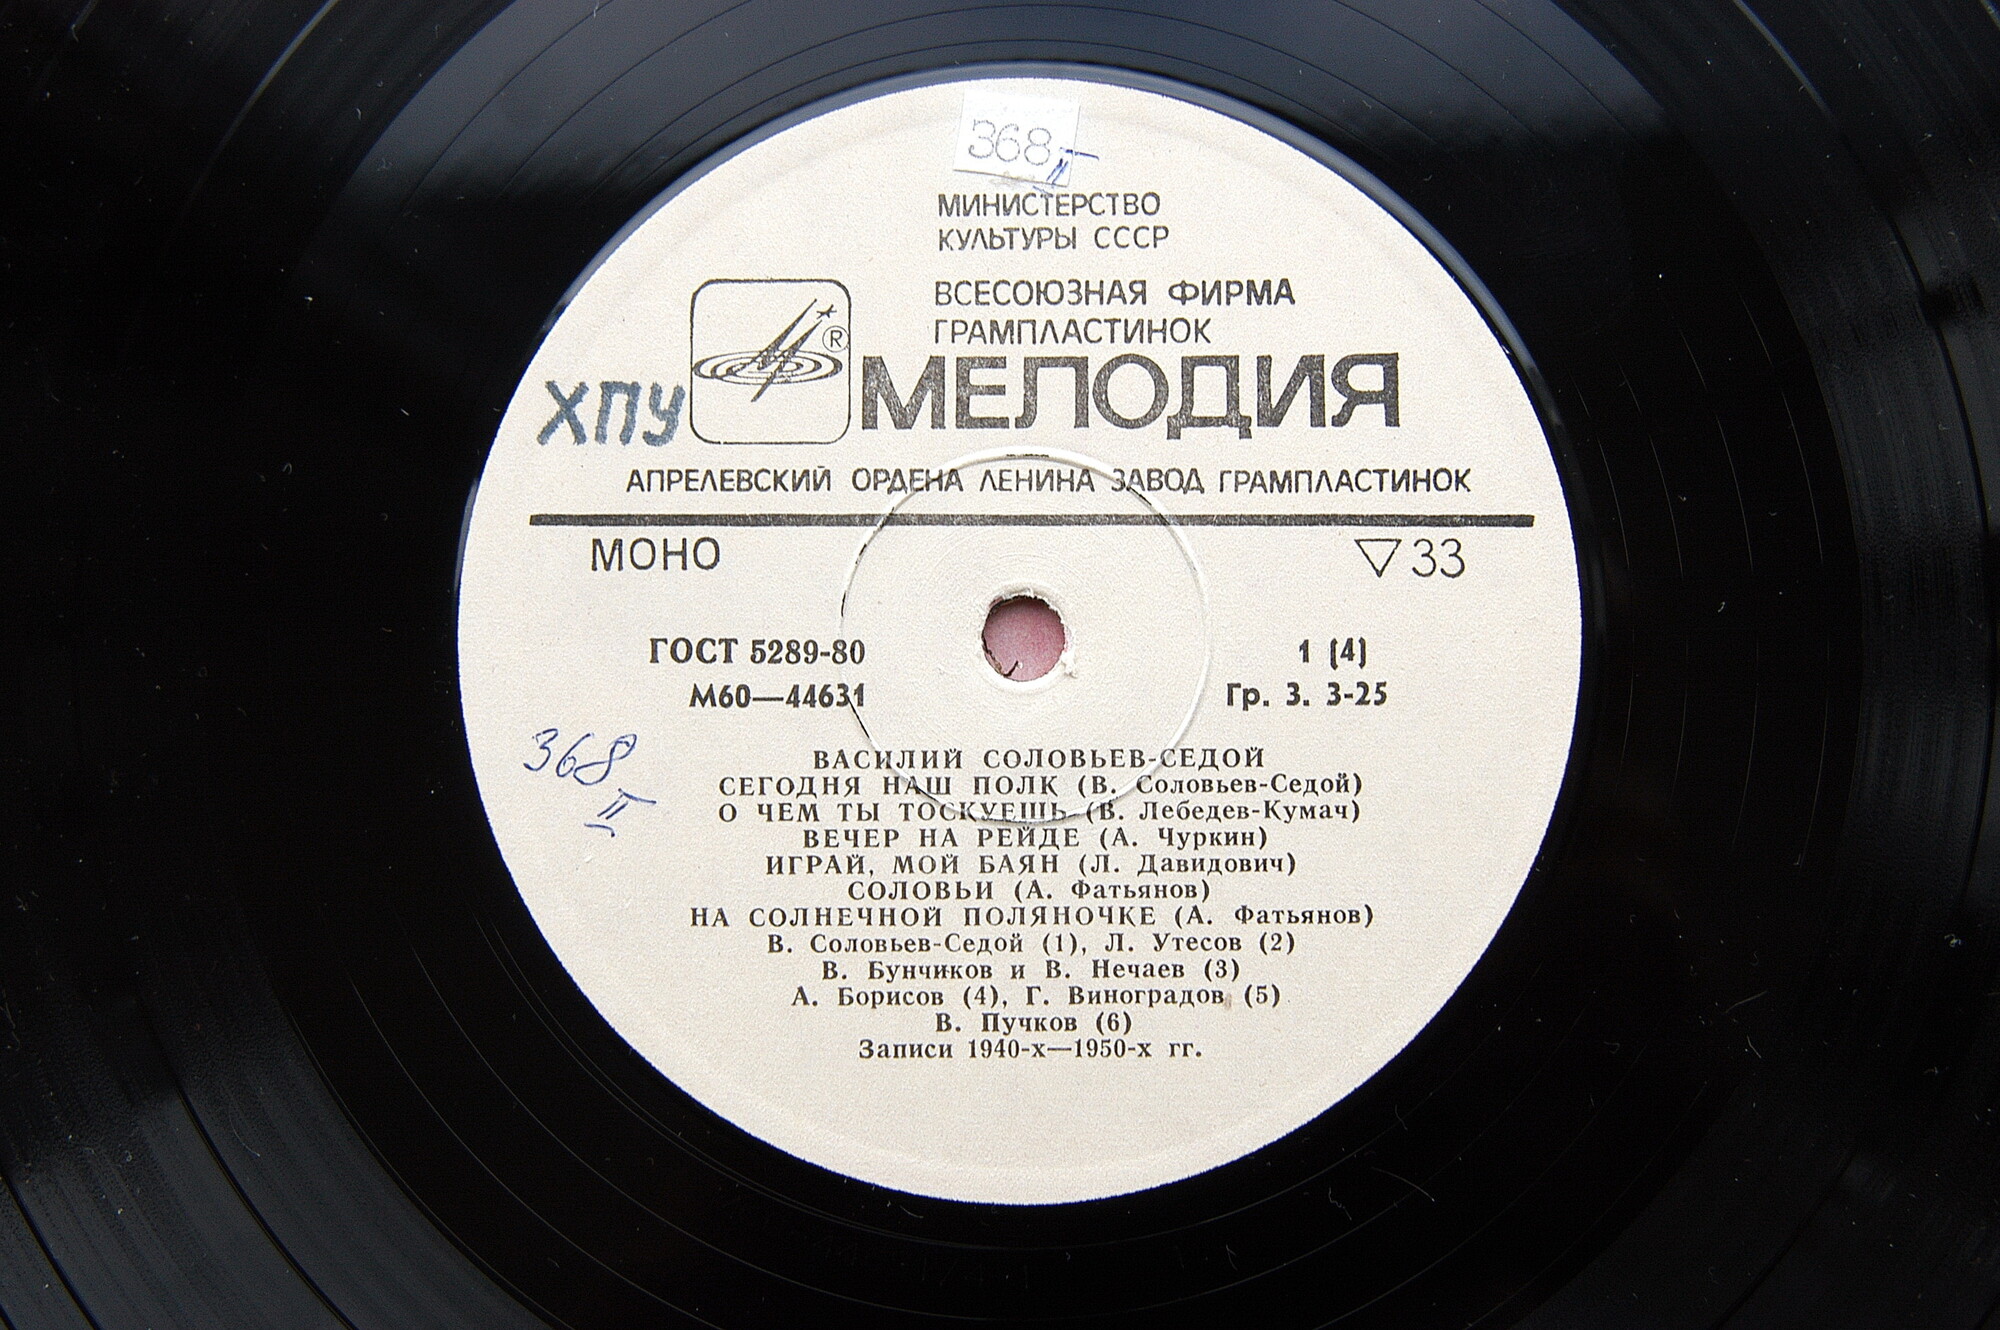 368 II
МИНИСТЕРСТВО
КУЛЬТУРЫ СССР
ВСЕСОЮЗНАЯ ФИРМА
ГРАМПЛАСТИНОК
®
ХПУ
МЕЛОДИЯ
АПРЕЛЕВСКИЙ ОРДЕНА ЛЕНИНА ЗАВОД ГРАМПЛАСТИНОК
МОНО ▽33
ГОСТ 5289-80 1 (4)
М60—44631 Гр. 3. 3-25
368 II
ВАСИЛИЙ СОЛОВЬЕВ-СЕДОЙ
СЕГОДНЯ НАШ ПОЛК (В. Соловьев-Седой)
О ЧЕМ ТЫ ТОСКУЕШЬ (В. Лебедев-Кумач)
ВЕЧЕР НА РЕЙДЕ (А. Чуркин)
ИГРАЙ, МОЙ БАЯН (Л. Давидович)
СОЛОВЬИ (А. Фатьянов)
НА СОЛНЕЧНОЙ ПОЛЯНОЧКЕ (А. Фатьянов)
В. Соловьев-Седой (1), Л. Утесов (2)
В. Бунчиков и В. Нечаев (3)
А. Борисов (4), Г. Виноградов (5)
В. Пучков (6)
Записи 1940-х—1950-х гг.